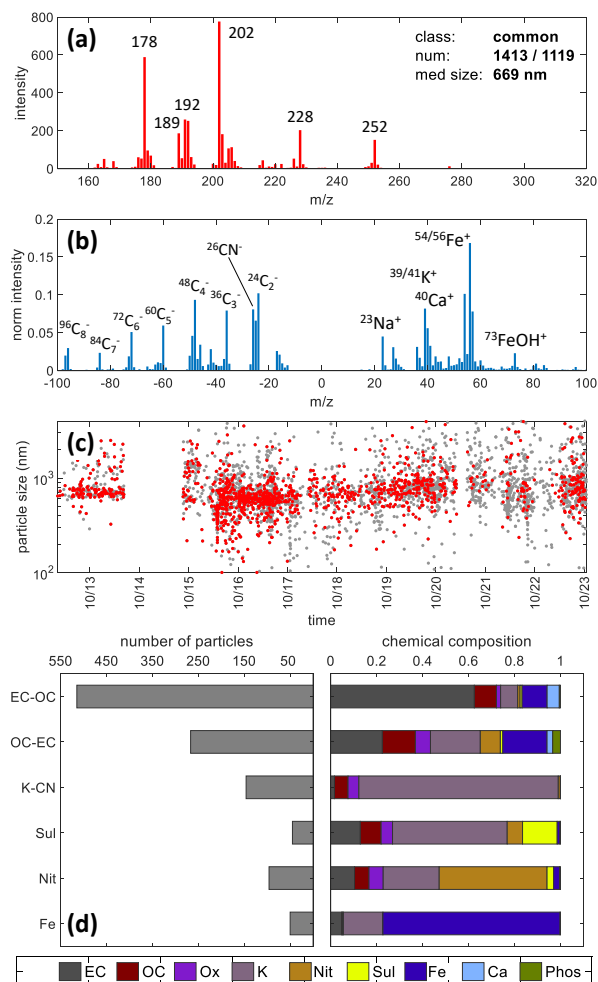 (a)
class: common
num: 1413 / 1119
med size: 669 nm
800
600
400
200
0
intensity
178
189
192
202
228
252
160 180 200 220 240 260 280 300 320
m/z
(b)
0.2
0.15
0.1
0.05
0
norm intensity
⁹⁶C₈⁻
⁸⁴C₇⁻
⁷²C₆⁻
⁶⁰C₅⁻
⁴⁸C₄⁻
³⁶C₃⁻
²⁶CN⁻
²⁴C₂⁻
²³Na⁺
³⁹/⁴¹K⁺
⁴⁰Ca⁺
⁵⁴/⁵⁶Fe⁺
⁷³FeOH⁺
-100 -80 -60 -40 -20 0 20 40 60 80 100
m/z
(c)
10³
10²
particle size (nm)
10/13 10/14 10/15 10/16 10/17 10/18 10/19 10/20 10/21 10/22 10/23
time
number of particles
550 450 350 250 150 50
chemical composition
0 0.2 0.4 0.6 0.8 1
EC-OC
OC-EC
K-CN
Sul
Nit
Fe
(d)
EC OC Ox K Nit Sul Fe Ca Phos